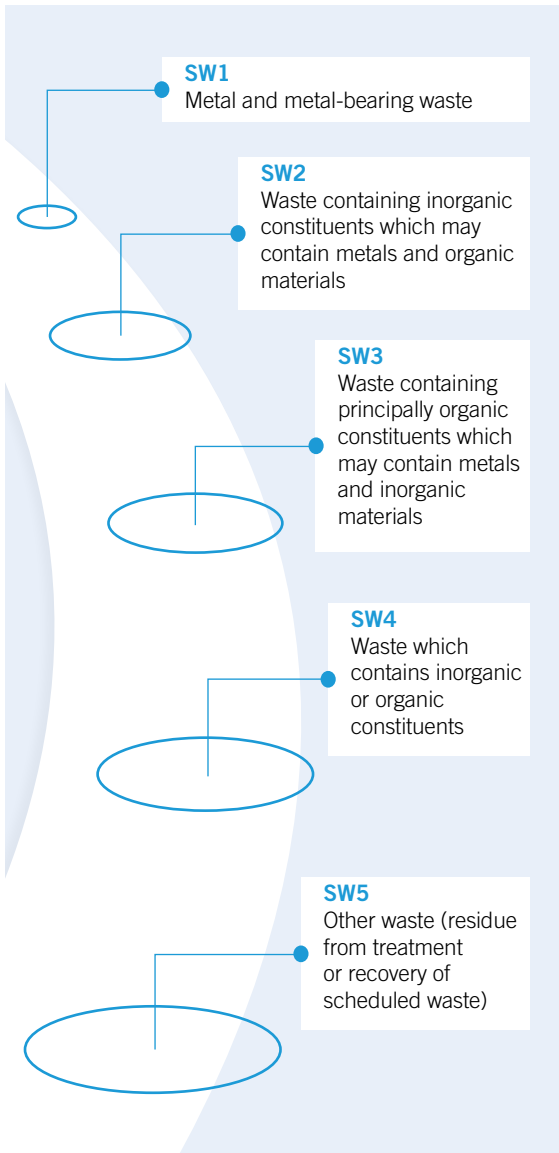 SW1
Metal and metal-bearing waste
SW2
Waste containing inorganic
constituents which may
contain metals and organic
materials
SW3
Waste containing
principally organic
constituents which
may contain metals
and inorganic
materials
SW4
Waste which
contains inorganic
or organic
constituents
SW5
Other waste (residue
from treatment
or recovery of
scheduled waste)